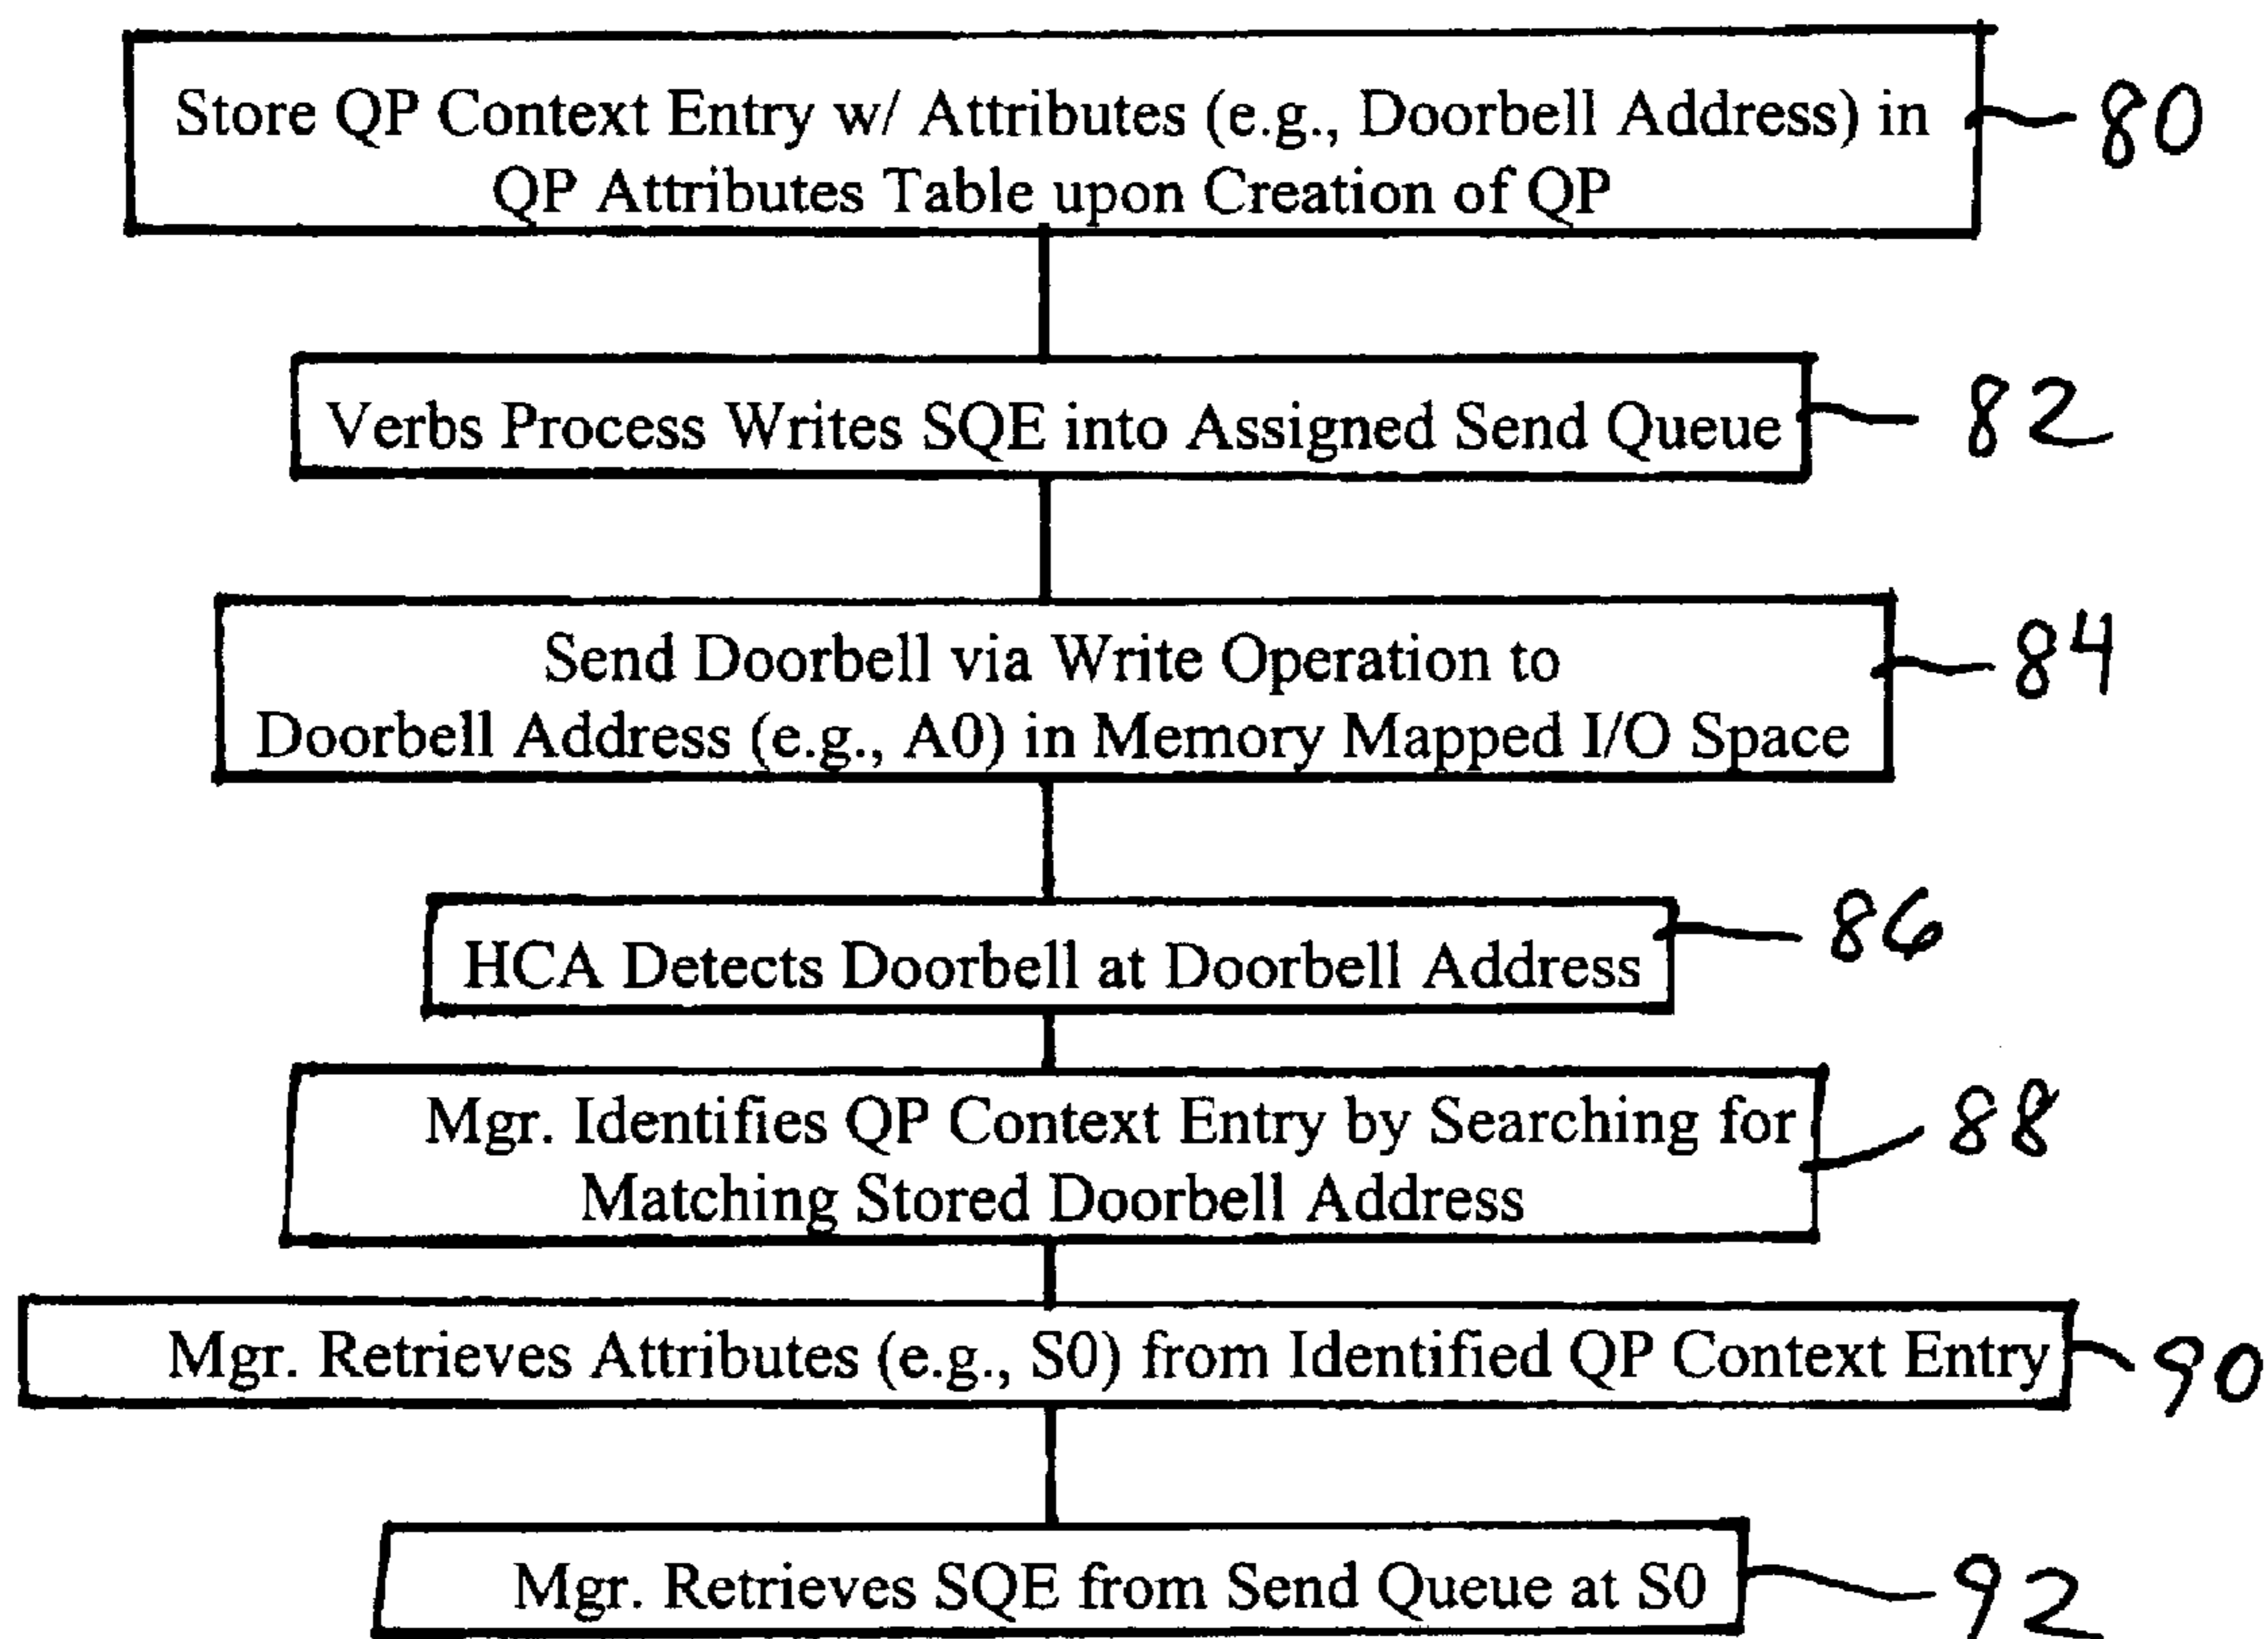 Store QP Context Entry w/ Attributes (e.g., Doorbell Address) in
QP Attributes Table upon Creation of QP
80
Verbs Process Writes SQE into Assigned Send Queue
82
Send Doorbell via Write Operation to
Doorbell Address (e.g., A0) in Memory Mapped I/O Space
84
HCA Detects Doorbell at Doorbell Address
86
Mgr. Identifies QP Context Entry by Searching for
Matching Stored Doorbell Address
88
Mgr. Retrieves Attributes (e.g., S0) from Identified QP Context Entry
90
Mgr. Retrieves SQE from Send Queue at S0
92